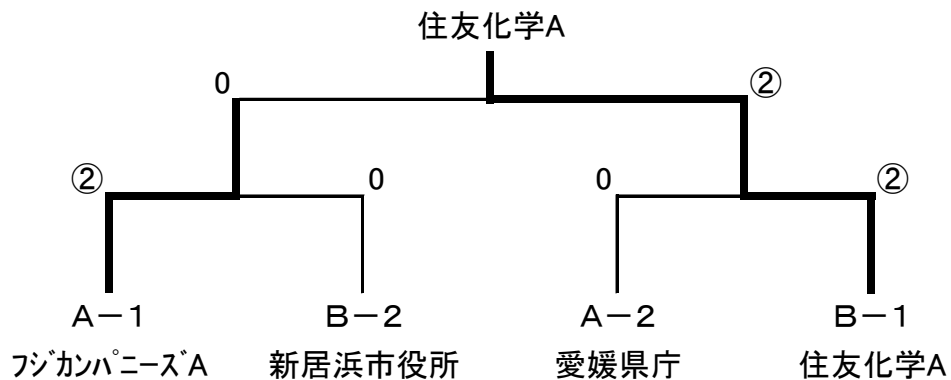 住友化学A
0 ②
② 0 0 ②
A－1 B－2 A－2 B－1
ﾌｼﾞｶﾝﾊﾟﾆｰｽﾞA 新居浜市役所 愛媛県庁 住友化学A